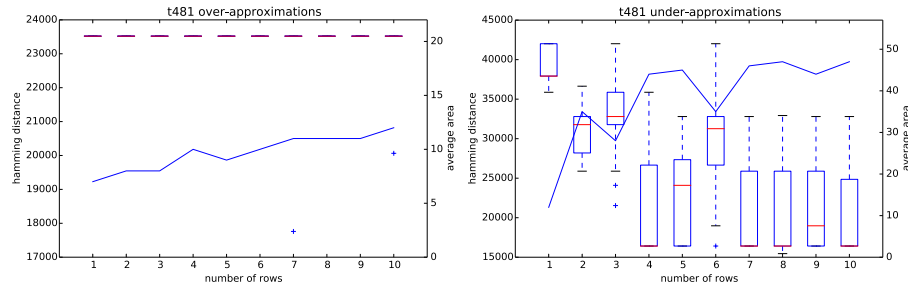 t481 over-approximations
24000
23000
22000
21000
20000
19000
18000
17000
hamming distance
20
15
10
5
0
average area
1 2 3 4 5 6 7 8 9 10
number of rows
t481 under-approximations
45000
40000
35000
30000
25000
20000
15000
hamming distance
50
40
30
20
10
0
average area
1 2 3 4 5 6 7 8 9 10
number of rows